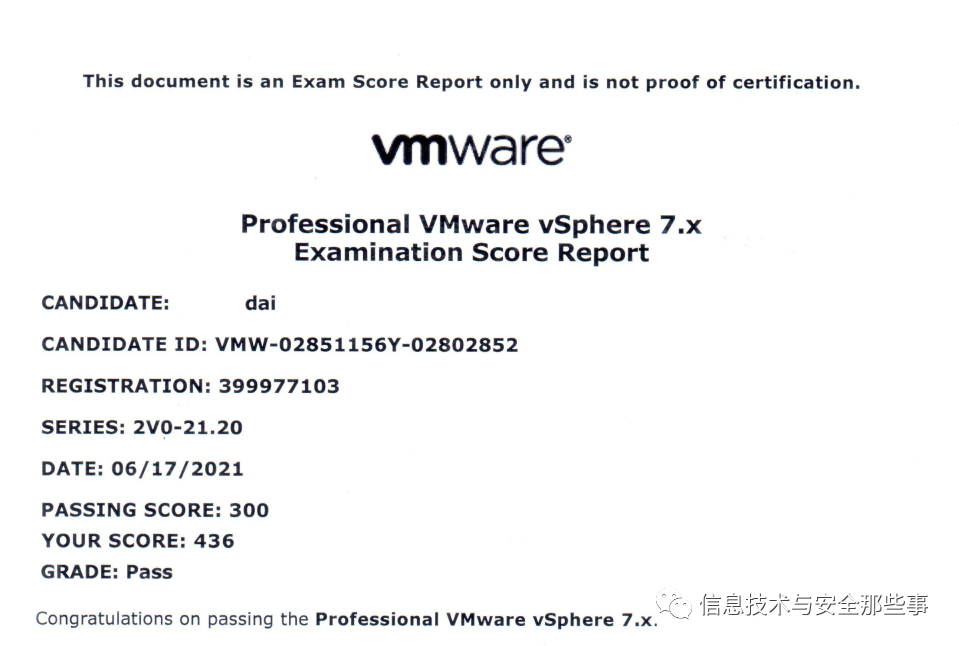 This document is an Exam Score Report only and is not proof of certification.
vmware®
Professional VMware vSphere 7.x
Examination Score Report
CANDIDATE: dai
CANDIDATE ID: VMW-02851156Y-02802852
REGISTRATION: 399977103
SERIES: 2V0-21.20
DATE: 06/17/2021
PASSING SCORE: 300
YOUR SCORE: 436
GRADE: Pass
Congratulations on passing the Professional VMware vSphere 7.x.
信息技术与安全那些事